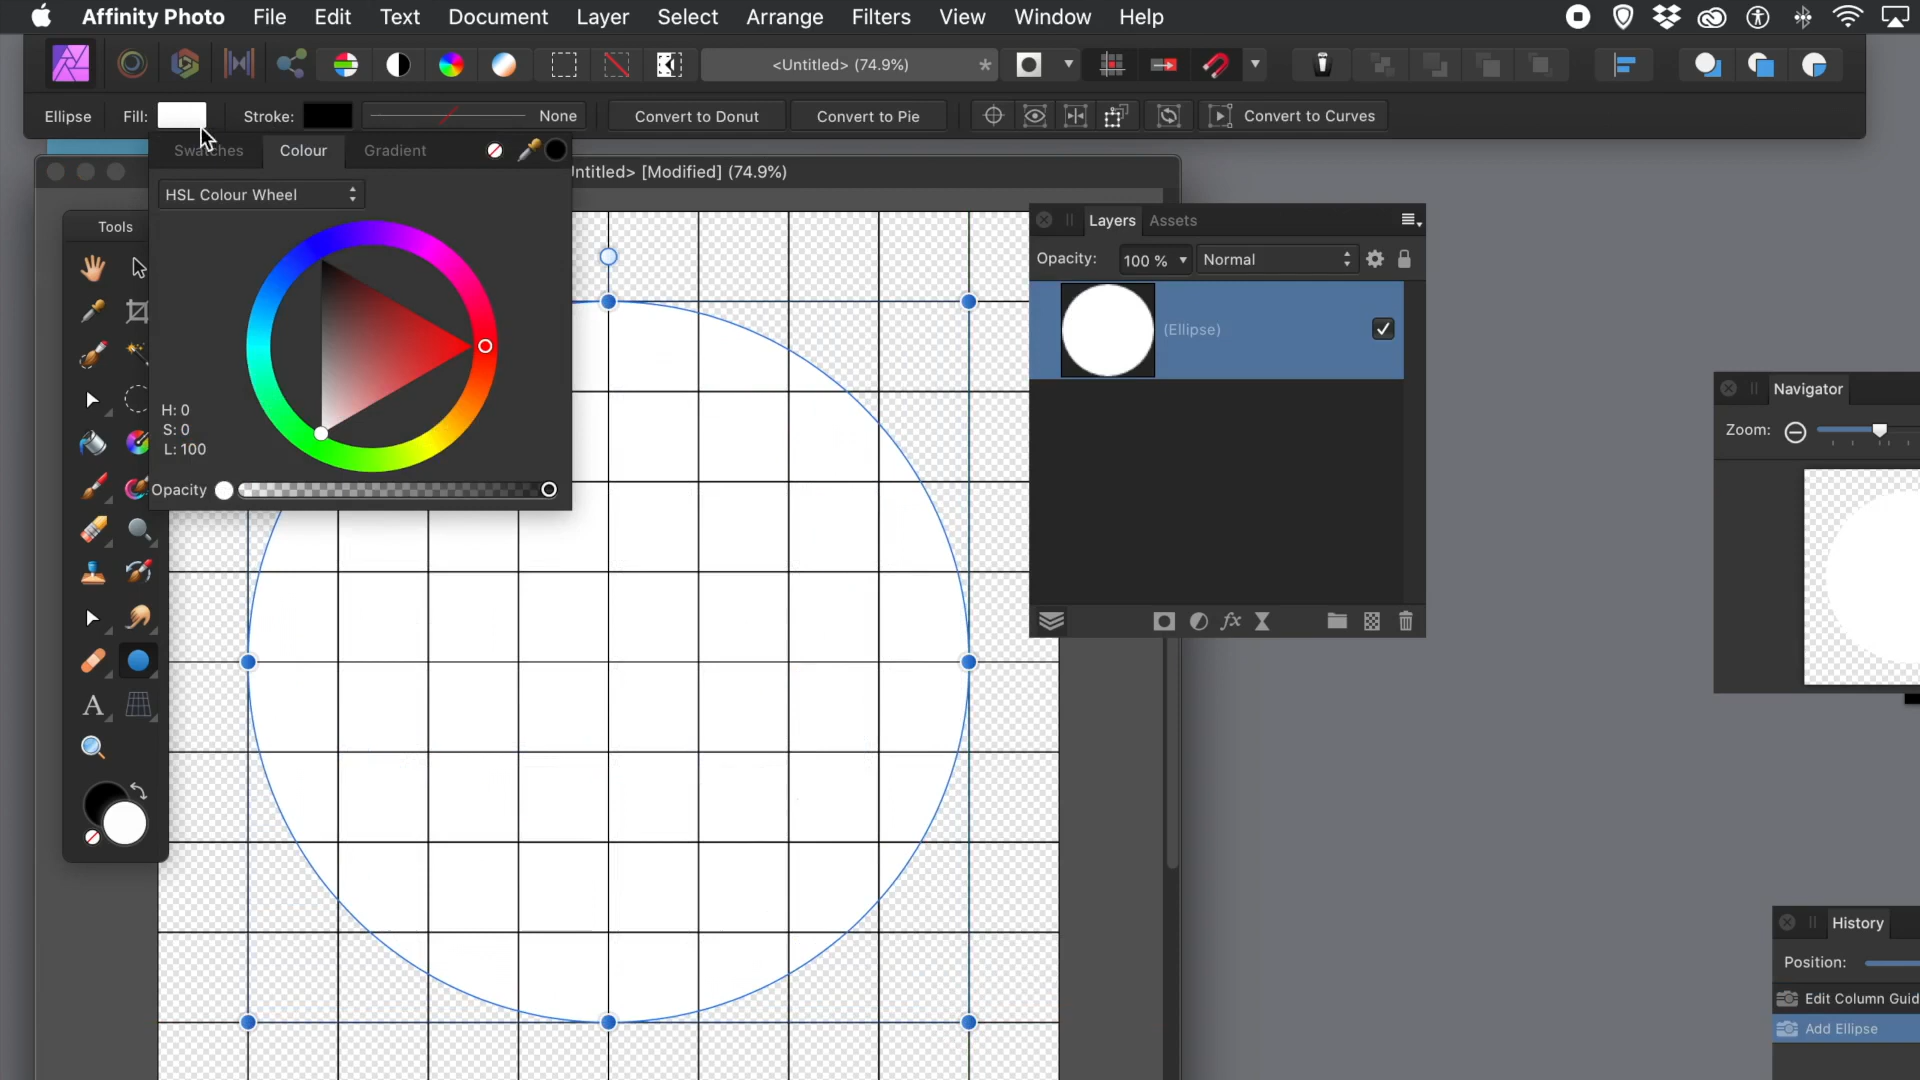 Affinity Photo File Edit Text Document Layer Select Arrange Filters View Window Help
<Untitled> (74.9%) *
Ellipse Fill: Stroke: None Convert to Donut Convert to Pie Convert to Curves
Swatches Colour Gradient
ntitled> [Modified] (74.9%)
HSL Colour Wheel
Tools
H: 0
S: 0
L: 100
Opacity
Layers Assets
Opacity: 100 % Normal
(Ellipse)
fx
A
Navigator
Zoom:
History
Position:
Edit Column Guid
Add Ellipse